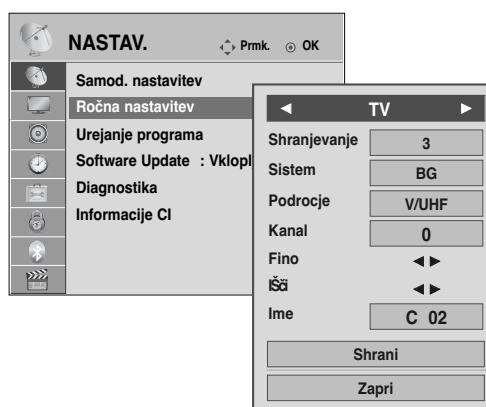 NASTAV. Prmk. OK
Samod. nastavitev
Ročna nastavitev
Urejanje programa
Software Update : Vklopl
Diagnostika
Informacije CI
TV
Shranjevanje 3
Sistem BG
Podrocje V/UHF
Kanal 0
Fino
IŠči
Ime C 02
Shrani
Zapri